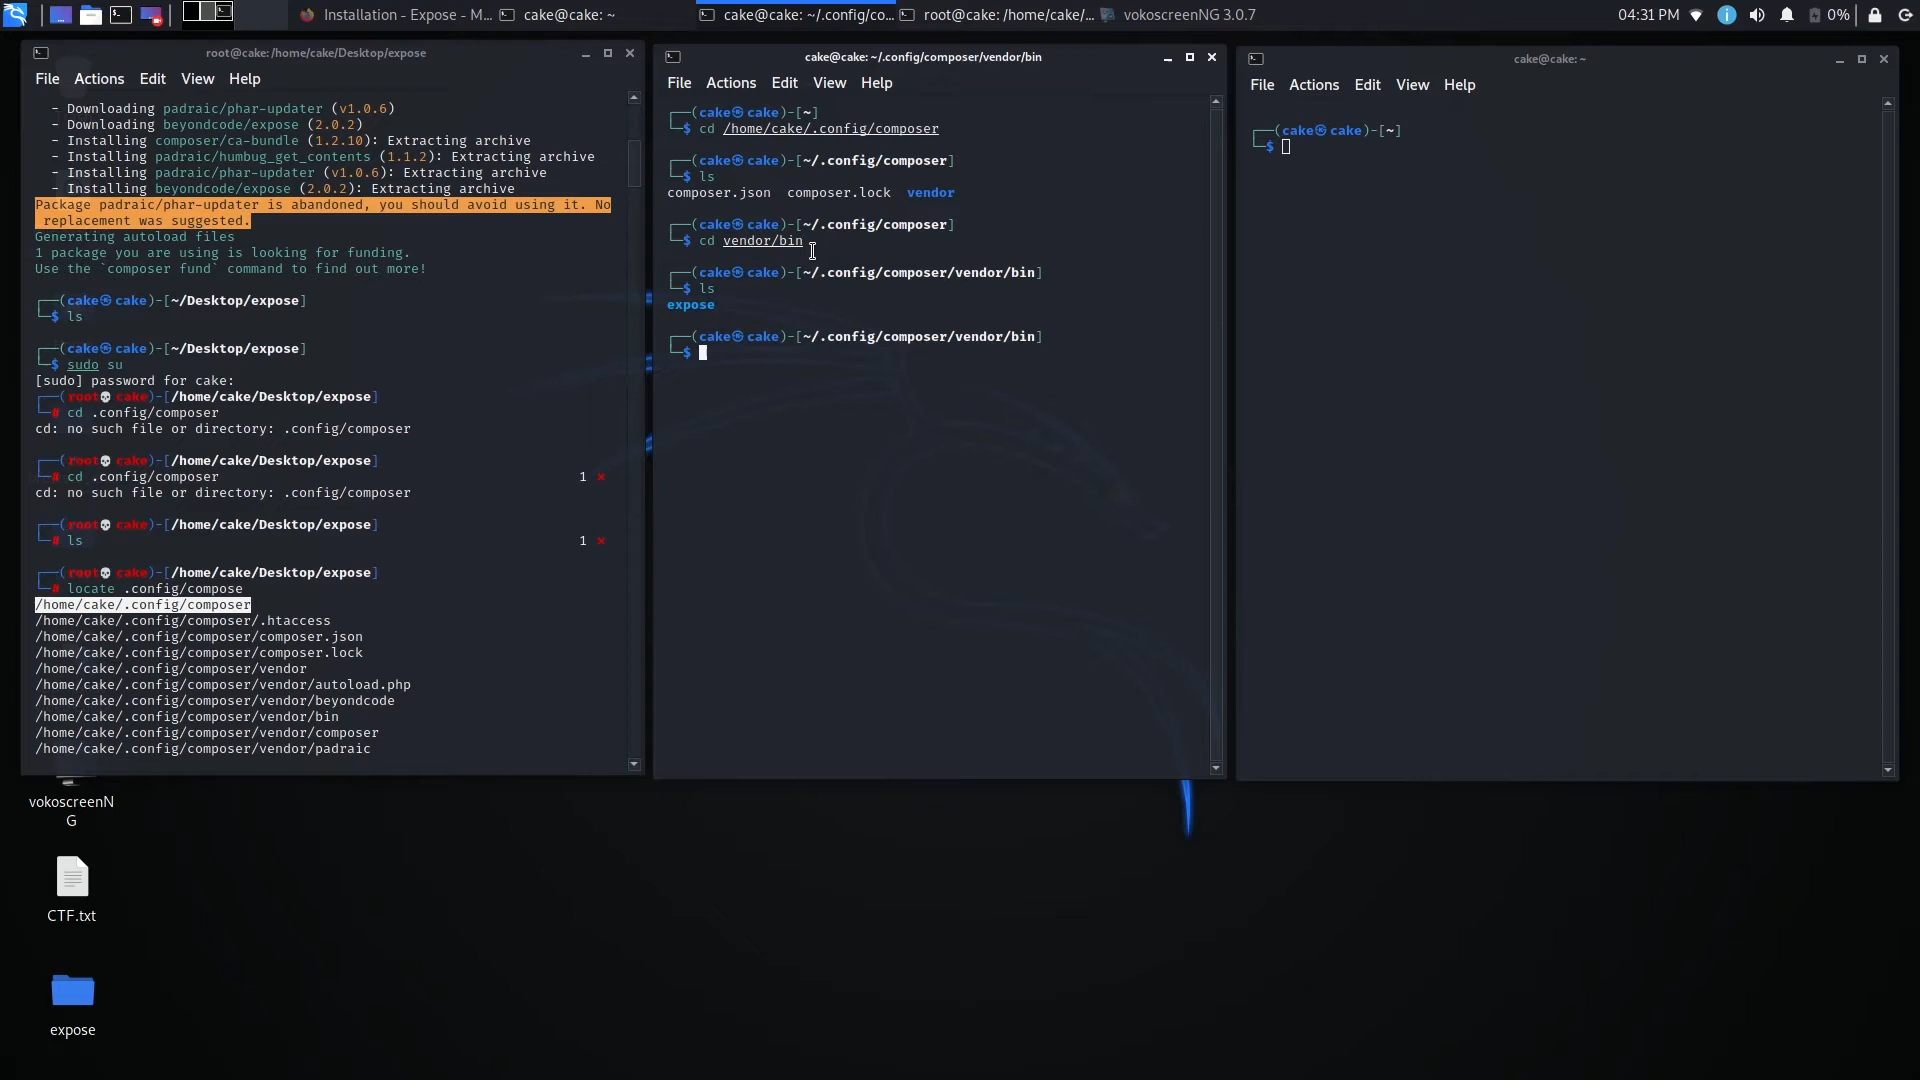 Installation - Expose - M...
cake@cake: ~
cake@cake: ~/.config/co...
root@cake: /home/cake/...
vokoscreenNG 3.0.7
04:31 PM
0%
root@cake: /home/cake/Desktop/expose
File Actions Edit View Help
- Downloading padraic/phar-updater (v1.0.6)
- Downloading beyondcode/expose (2.0.2)
- Installing composer/ca-bundle (1.2.10): Extracting archive
- Installing padraic/humbug_get_contents (1.1.2): Extracting archive
- Installing padraic/phar-updater (v1.0.6): Extracting archive
- Installing beyondcode/expose (2.0.2): Extracting archive
Package padraic/phar-updater is abandoned, you should avoid using it. No
replacement was suggested.
Generating autoload files
1 package you are using is looking for funding.
Use the `composer fund` command to find out more!
┌──(cake㉿cake)-[~/Desktop/expose]
└─$ ls
┌──(cake㉿cake)-[~/Desktop/expose]
└─$ sudo su
[sudo] password for cake:
┌──(root💀cake)-[/home/cake/Desktop/expose]
└─# cd .config/composer
cd: no such file or directory: .config/composer
┌──(root💀cake)-[/home/cake/Desktop/expose]
└─# cd .config/composer 1 ⨯
cd: no such file or directory: .config/composer
┌──(root💀cake)-[/home/cake/Desktop/expose]
└─# ls 1 ⨯
┌──(root💀cake)-[/home/cake/Desktop/expose]
└─# locate .config/compose
/home/cake/.config/composer
/home/cake/.config/composer/.htaccess
/home/cake/.config/composer/composer.json
/home/cake/.config/composer/composer.lock
/home/cake/.config/composer/vendor
/home/cake/.config/composer/vendor/autoload.php
/home/cake/.config/composer/vendor/beyondcode
/home/cake/.config/composer/vendor/bin
/home/cake/.config/composer/vendor/composer
/home/cake/.config/composer/vendor/padraic
cake@cake: ~/.config/composer/vendor/bin
File Actions Edit View Help
┌──(cake㉿cake)-[~]
└─$ cd /home/cake/.config/composer
┌──(cake㉿cake)-[~/.config/composer]
└─$ ls
composer.json composer.lock vendor
┌──(cake㉿cake)-[~/.config/composer]
└─$ cd vendor/bin
┌──(cake㉿cake)-[~/.config/composer/vendor/bin]
└─$ ls
expose
┌──(cake㉿cake)-[~/.config/composer/vendor/bin]
└─$
cake@cake: ~
File Actions Edit View Help
┌──(cake㉿cake)-[~]
└─$
vokoscreenN
G
CTF.txt
expose